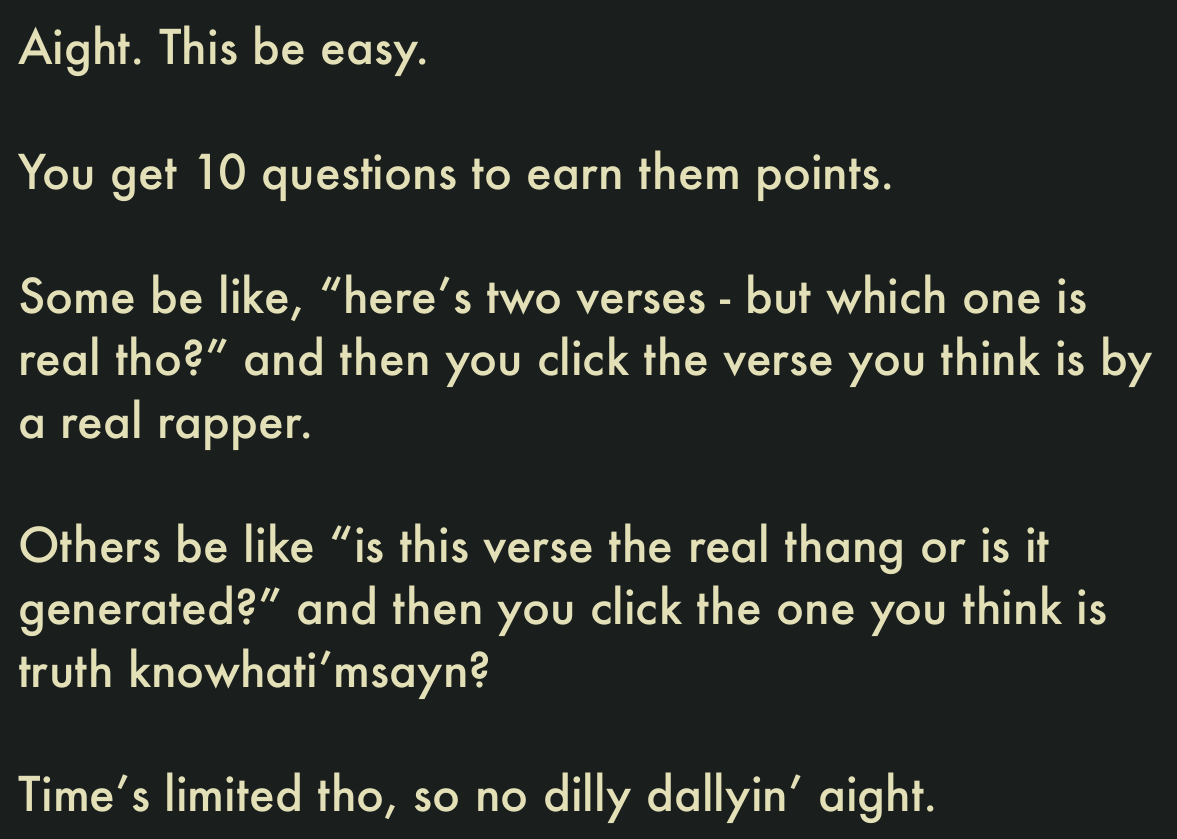 Aight. This be easy.
You get 10 questions to earn them points.
Some be like, “here’s two verses - but which one is
real tho?” and then you click the verse you think is by
a real rapper.
Others be like “is this verse the real thang or is it
generated?” and then you click the one you think is
truth knowhati’msayn?
Time’s limited tho, so no dilly dallyin’ aight.